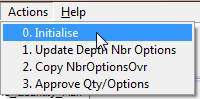 Actions Help
0. Initialise
1. Update Depth Nbr Options
2. Copy NbrOptionsOvr
3. Approve Qty/Options